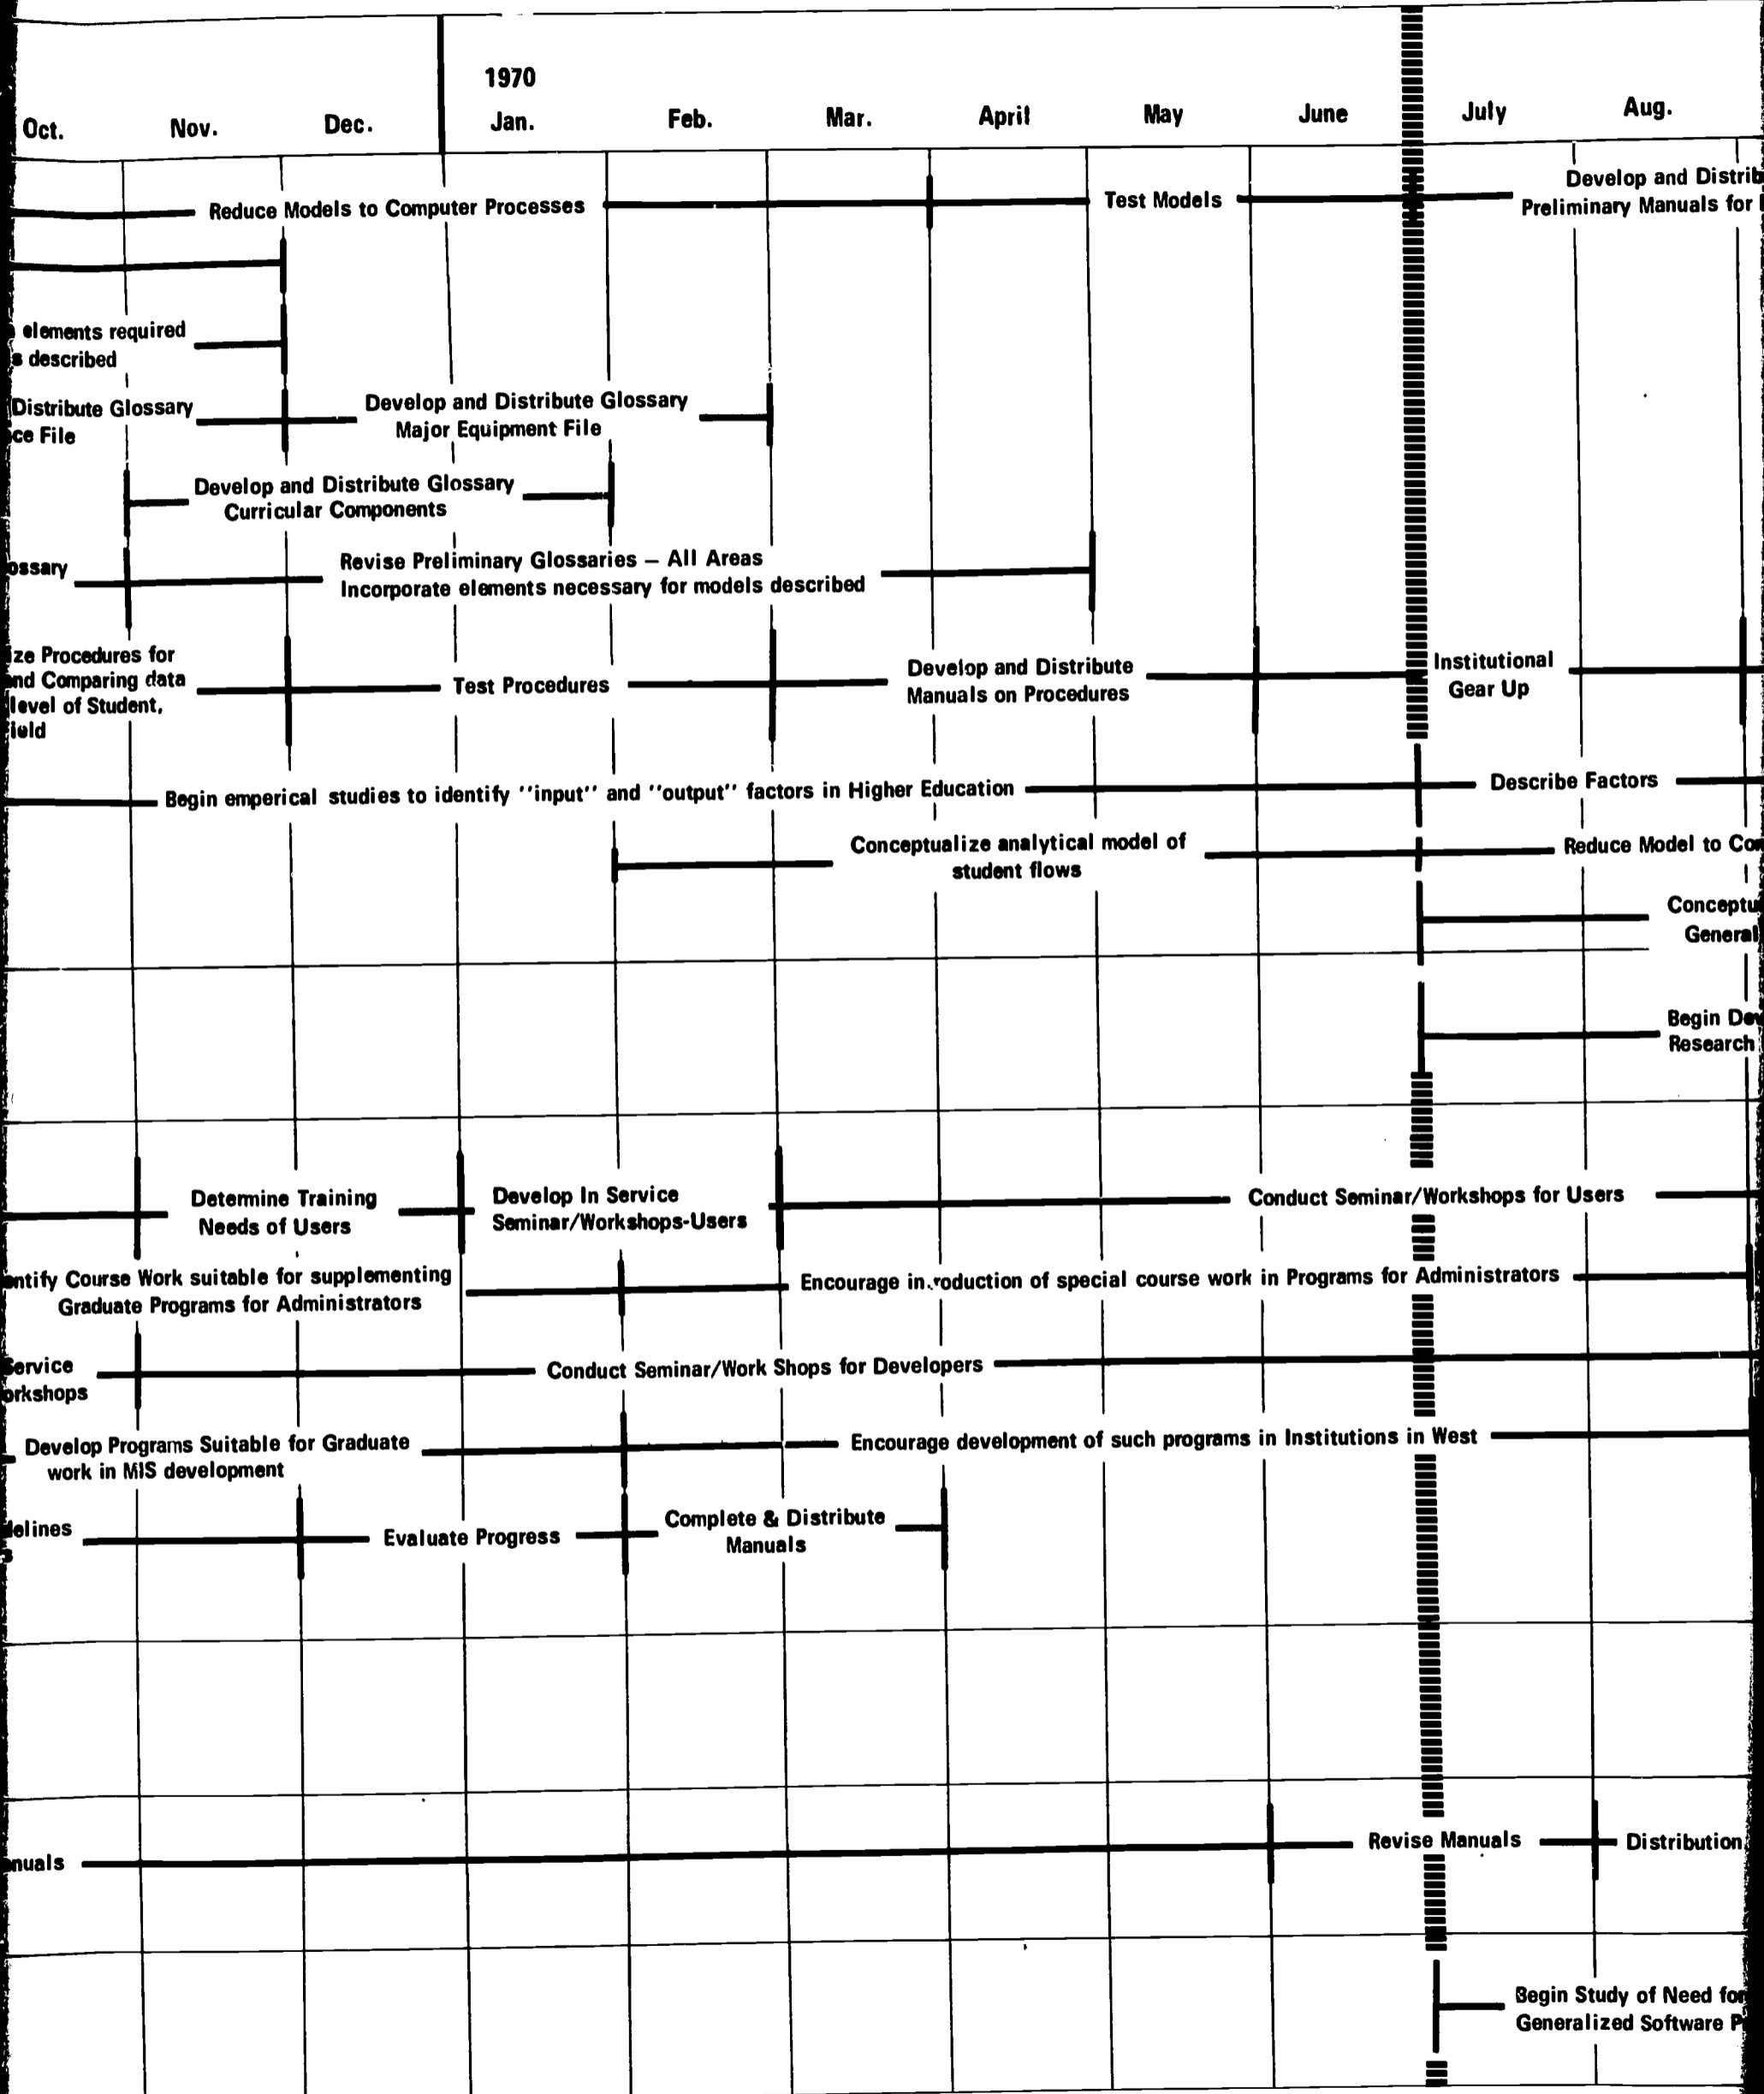 1970
Oct. Nov. Dec. Jan. Feb. Mar. April May June July Aug.
Reduce Models to Computer Processes
Test Models
Develop and Distrib
Preliminary Manuals for
elements required
s described
Distribute Glossary
ce File
Develop and Distribute Glossary
Major Equipment File
Develop and Distribute Glossary
Curricular Components
ossary
Revise Preliminary Glossaries — All Areas
Incorporate elements necessary for models described
ize Procedures for
nd Comparing data
level of Student,
ield
Test Procedures
Develop and Distribute
Manuals on Procedures
Institutional
Gear Up
Begin emperical studies to identify "input" and "output" factors in Higher Education
Describe Factors
Conceptualize analytical model of
student flows
Reduce Model to Co
Conceptu
General
Begin De
Research
Determine Training
Needs of Users
Develop In Service
Seminar/Workshops-Users
Conduct Seminar/Workshops for Users
ntify Course Work suitable for supplementing
Graduate Programs for Administrators
Encourage in.roduction of special course work in Programs for Administrators
Service
orkshops
Conduct Seminar/Work Shops for Developers
Develop Programs Suitable for Graduate
work in MIS development
Encourage development of such programs in Institutions in West
delines
s
Evaluate Progress
Complete & Distribute
Manuals
nuals
Revise Manuals
Distribution
Begin Study of Need for
Generalized Software P